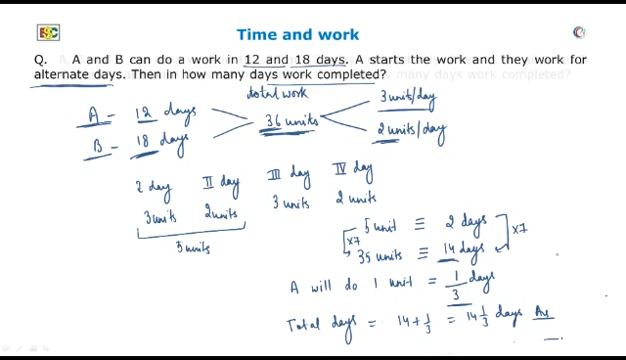 ESC
Time and work
Q. A and B can do a work in 12 and 18 days. A starts the work and they work for
alternate days. Then in how many days work completed?
total work
A - 12 days
B - 18 days
36 units
3 units/day
2 units/day
I day II day III day IV day
3 units 2 units 3 units 2 units
5 units
5 unit ≡ 2 days
x7 x7
35 units ≡ 14 days
A will do 1 unit = 1/3 days
Total days = 14 + 1/3 = 14 1/3 days Ans